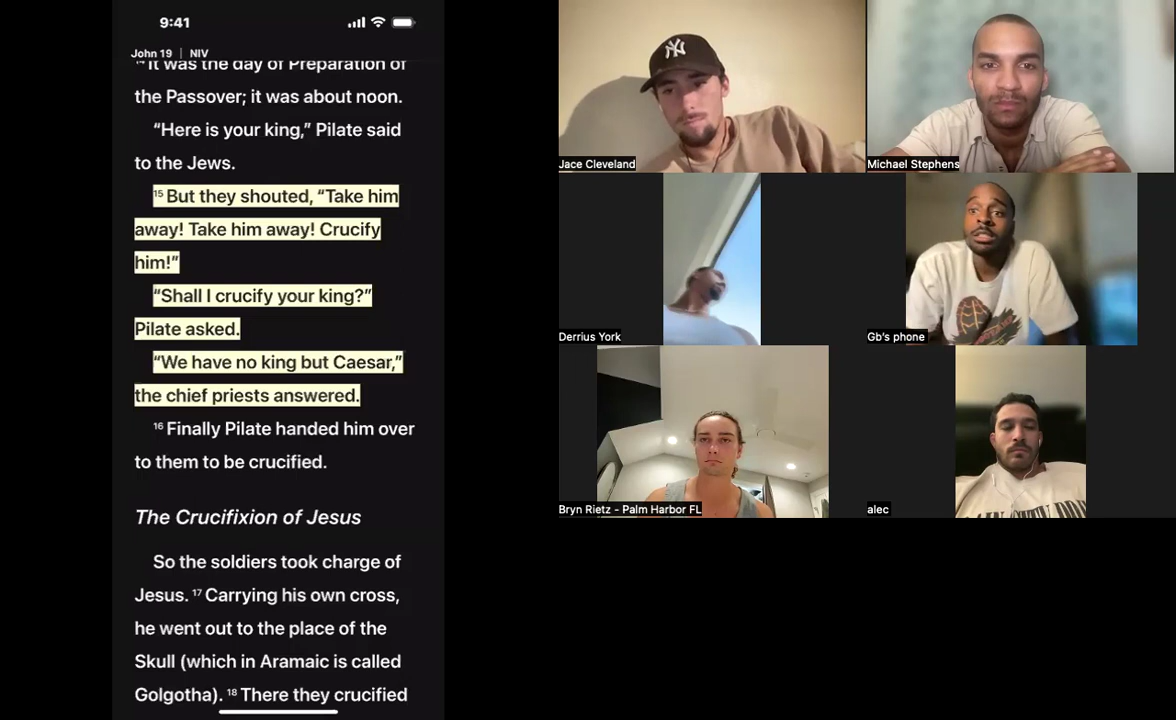 9:41
John 19 | NIV
14 It was the day of Preparation of
the Passover; it was about noon.
“Here is your king,” Pilate said
to the Jews.
15 But they shouted, “Take him
away! Take him away! Crucify
him!”
“Shall I crucify your king?”
Pilate asked.
“We have no king but Caesar,”
the chief priests answered.
16 Finally Pilate handed him over
to them to be crucified.
The Crucifixion of Jesus
So the soldiers took charge of
Jesus. 17 Carrying his own cross,
he went out to the place of the
Skull (which in Aramaic is called
Golgotha). 18 There they crucified
NY
Jace Cleveland
Michael Stephens
Derrius York
Gb's phone
Bryn Rietz - Palm Harbor FL
alec